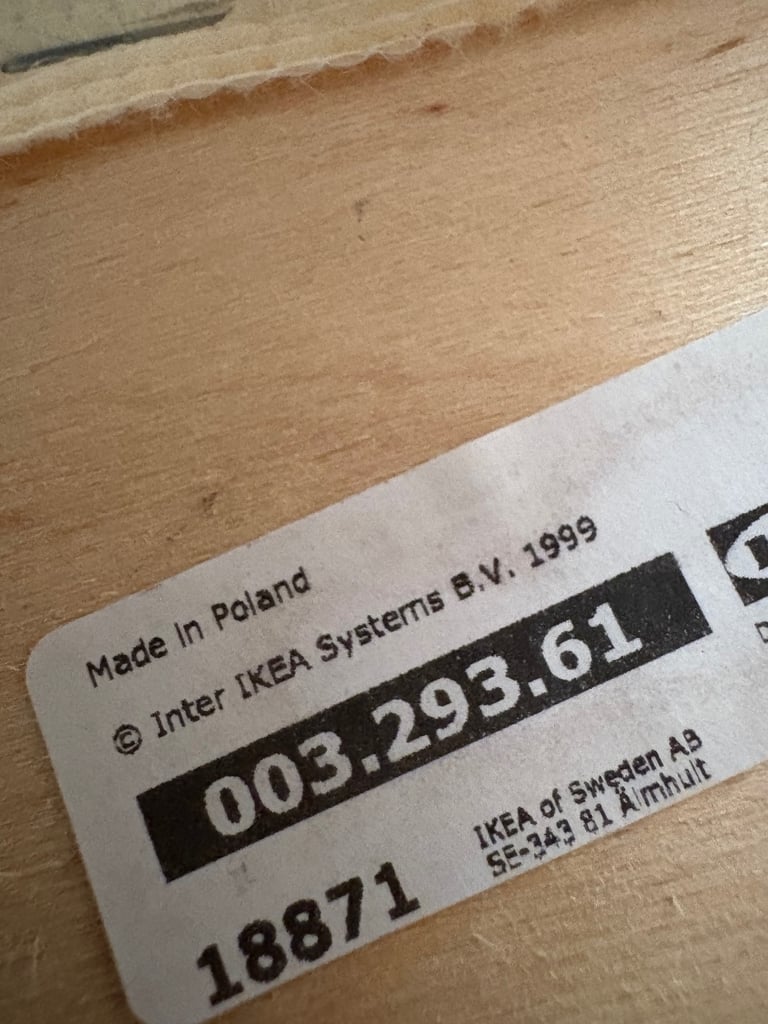 Made in Poland
© Inter IKEA Systems B.V. 1999
003.293.61
18871
IKEA of Sweden AB
SE-343 81 Älmhult